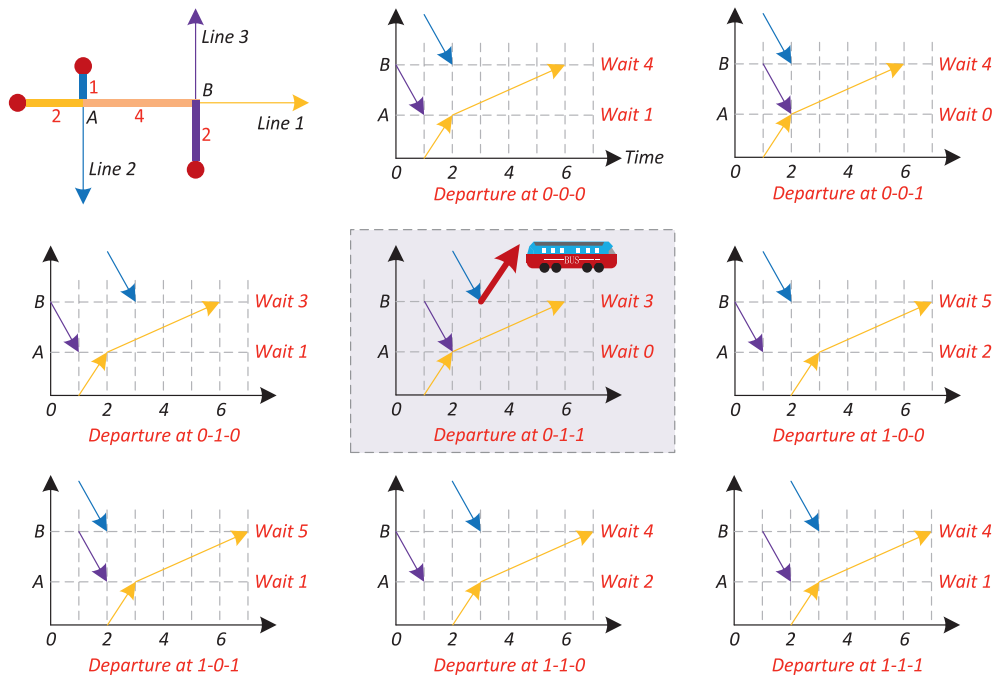 Line 3
B
1
2
A
4
2
Line 1
Line 2
B
Wait 4
A
Wait 1
Time
0 2 4 6
Departure at 0-0-0
B
Wait 4
A
Wait 0
0 2 4 6
Departure at 0-0-1
B
Wait 3
A
Wait 1
0 2 4 6
Departure at 0-1-0
BUS
B
Wait 3
A
Wait 0
0 2 4 6
Departure at 0-1-1
B
Wait 5
A
Wait 2
0 2 4 6
Departure at 1-0-0
B
Wait 5
A
Wait 1
0 2 4 6
Departure at 1-0-1
B
Wait 4
A
Wait 2
0 2 4 6
Departure at 1-1-0
B
Wait 4
A
Wait 1
0 2 4 6
Departure at 1-1-1